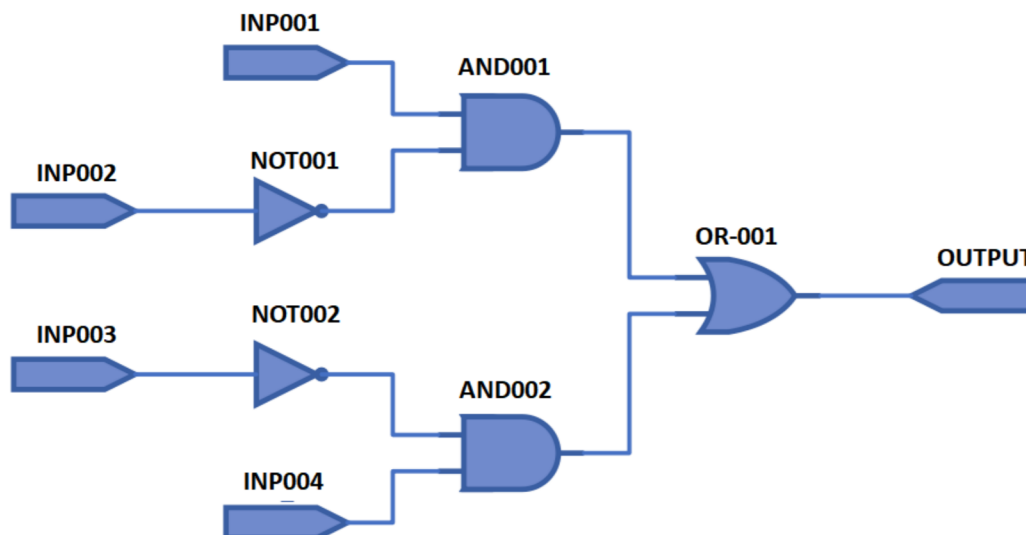 INP001
AND001
NOT001
INP002
OR-001
OUTPUT
NOT002
INP003
AND002
INP004